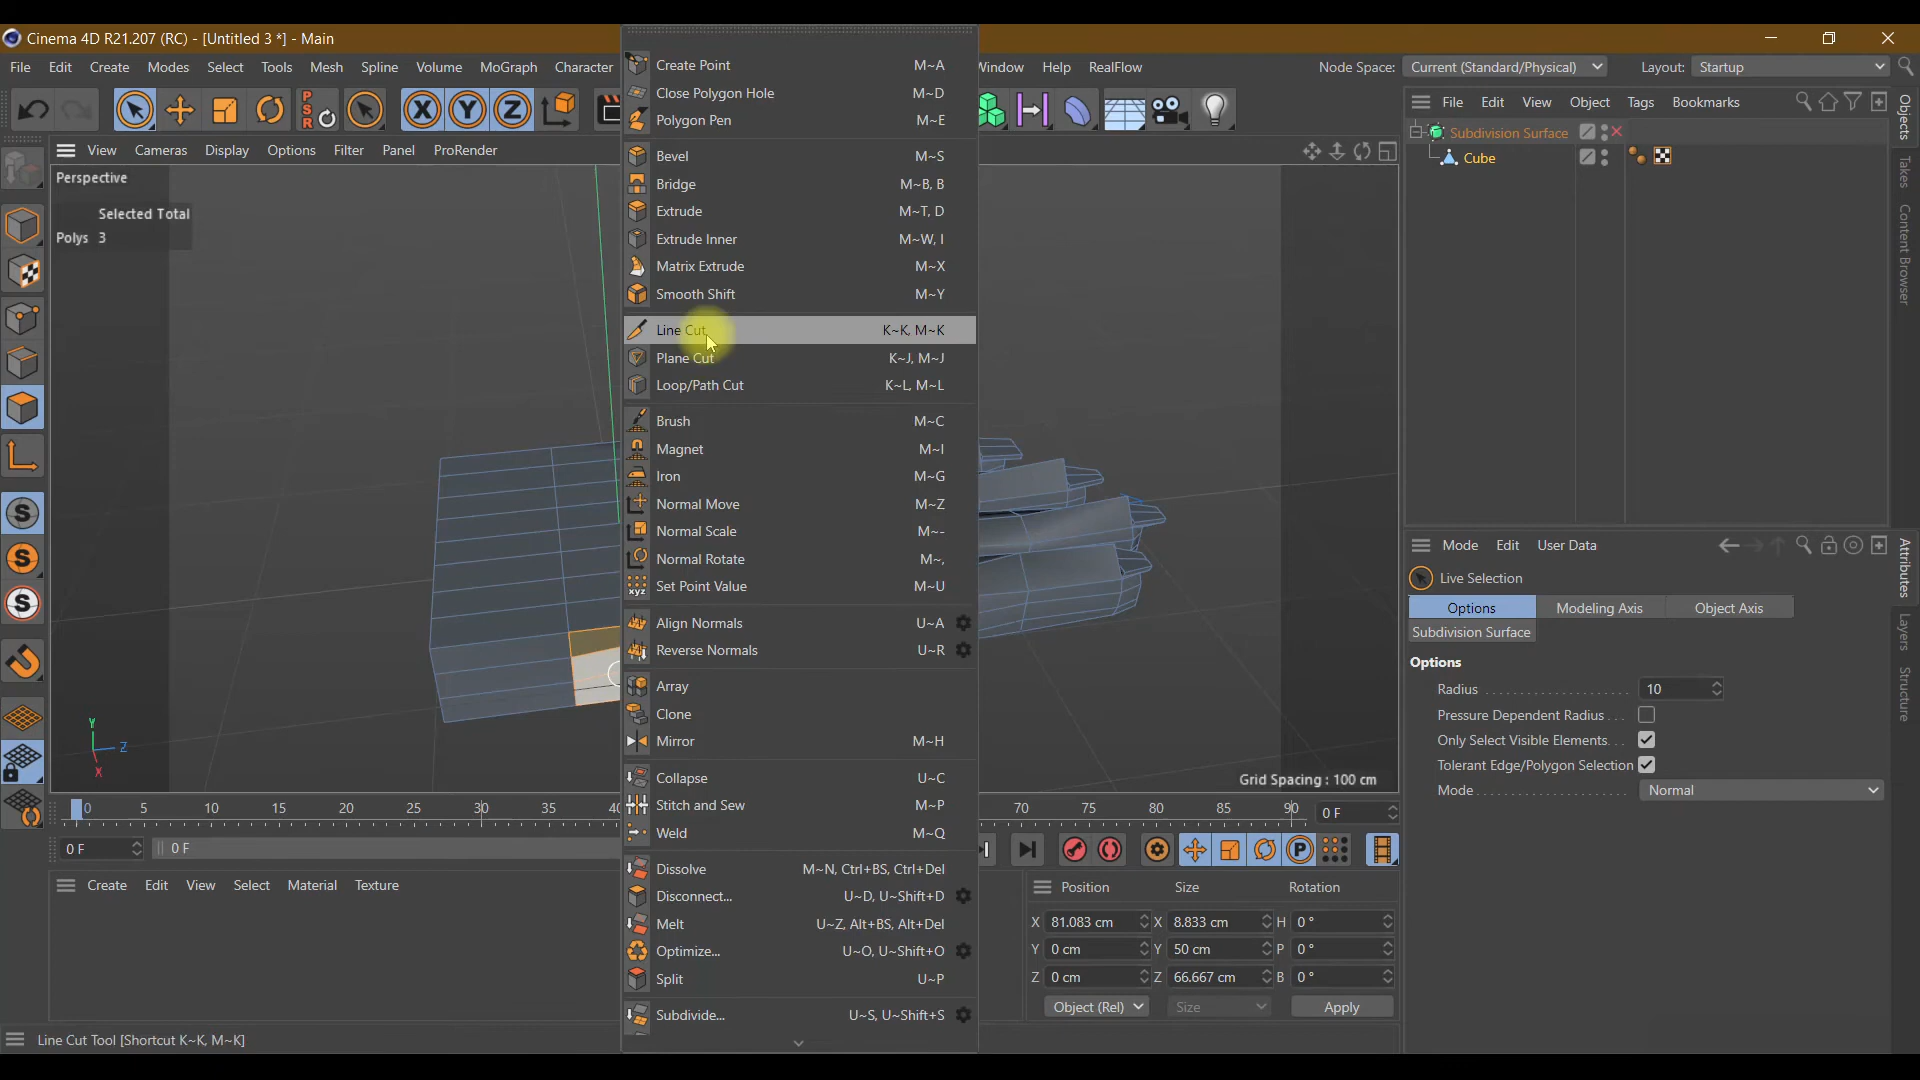 Cinema 4D R21.207 (RC) - [Untitled 3 *] - Main
File Edit Create Modes Select Tools Mesh Spline Volume MoGraph Character Window Help RealFlow Node Space: Current (Standard/Physical) Layout: Startup
PSR X Y Z
File Edit View Object Tags Bookmarks
Subdivision Surface
Cube
View Cameras Display Options Filter Panel ProRender
Perspective
Selected Total
Polys 3
Create Point M~A
Close Polygon Hole M~D
Polygon Pen M~E
Bevel M~S
Bridge M~B, B
Extrude M~T, D
Extrude Inner M~W, I
Matrix Extrude M~X
Smooth Shift M~Y
Line Cut K~K, M~K
Plane Cut K~J, M~J
Loop/Path Cut K~L, M~L
Brush M~C
Magnet M~I
Iron M~G
Normal Move M~Z
Normal Scale M~-
Normal Rotate M~,
Set Point Value M~U
Align Normals U~A
Reverse Normals U~R
Array
Clone
Mirror M~H
Collapse U~C
Stitch and Sew M~P
Weld M~Q
Dissolve M~N, Ctrl+BS, Ctrl+Del
Disconnect... U~D, U~Shift+D
Melt U~Z, Alt+BS, Alt+Del
Optimize... U~O, U~Shift+O
Split U~P
Subdivide... U~S, U~Shift+S
Objects
Takes
Content Browser
Attributes
Layers
Structure
Mode Edit User Data
Live Selection
Options Modeling Axis Object Axis
Subdivision Surface
Options
Radius 10
Pressure Dependent Radius
Only Select Visible Elements
Tolerant Edge/Polygon Selection
Mode Normal
Y
Z
X
Grid Spacing : 100 cm
0 5 10 15 20 25 30 35 40 70 75 80 85 90 0 F
0 F 0 F
Create Edit View Select Material Texture
Position Size Rotation
X 81.083 cm X 8.833 cm H 0 °
Y 0 cm Y 50 cm P 0 °
Z 0 cm Z 66.667 cm B 0 °
Object (Rel) Size Apply
Line Cut Tool [Shortcut K~K, M~K]